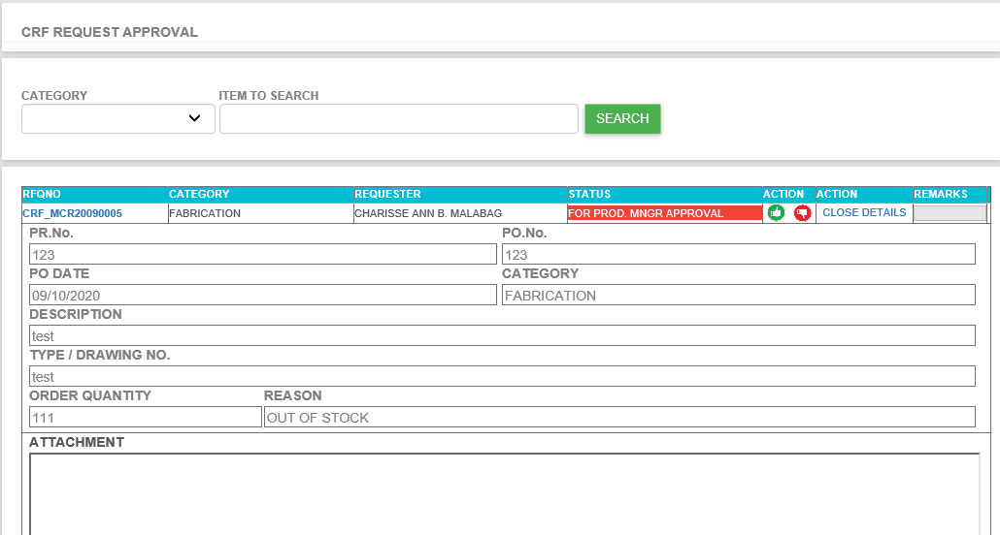 CRF REQUEST APPROVAL
CATEGORY ITEM TO SEARCH
SEARCH
RFQNO CATEGORY REQUESTER STATUS ACTION ACTION REMARKS
CRF_MCR20090005 FABRICATION CHARISSE ANN B. MALABAG FOR PROD. MNGR APPROVAL CLOSE DETAILS
PR.No. PO.No.
123 123
PO DATE CATEGORY
09/10/2020 FABRICATION
DESCRIPTION
test
TYPE / DRAWING NO.
test
ORDER QUANTITY REASON
111 OUT OF STOCK
ATTACHMENT